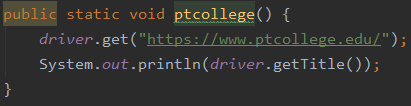 public static void ptcollege() {
driver.get("https://www.ptcollege.edu/");
System.out.println(driver.getTitle());
}